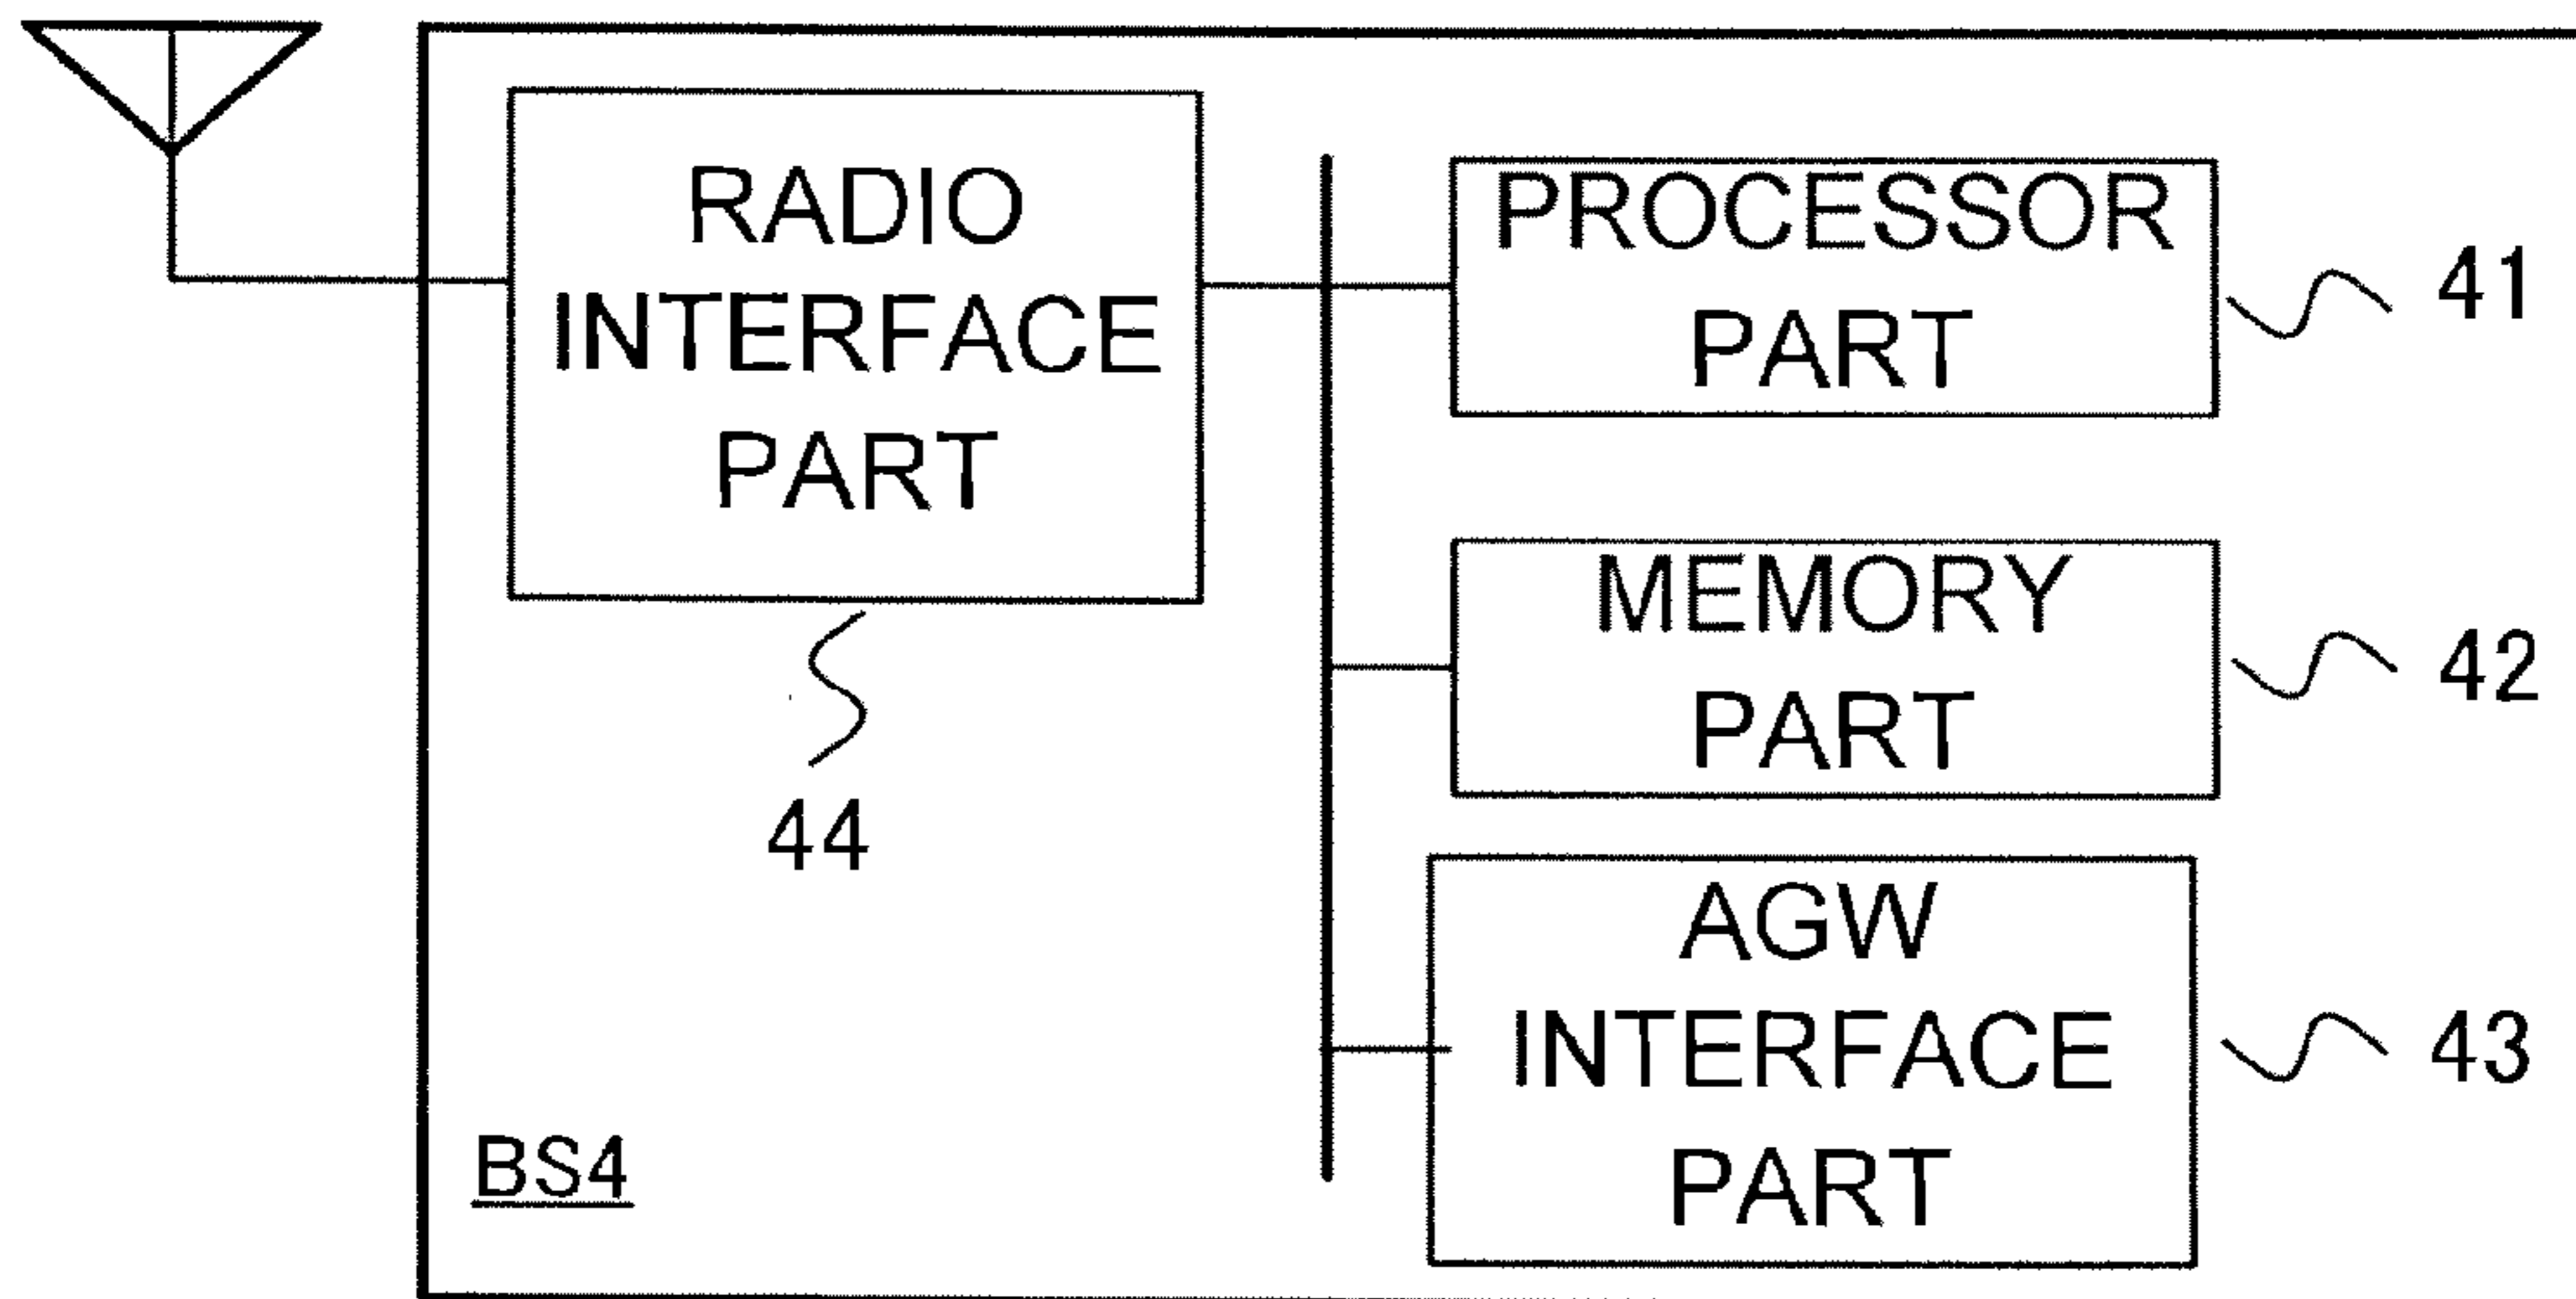 RADIO
INTERFACE
PART
44
PROCESSOR
PART
41
MEMORY
PART
42
AGW
INTERFACE
PART
43
BS4